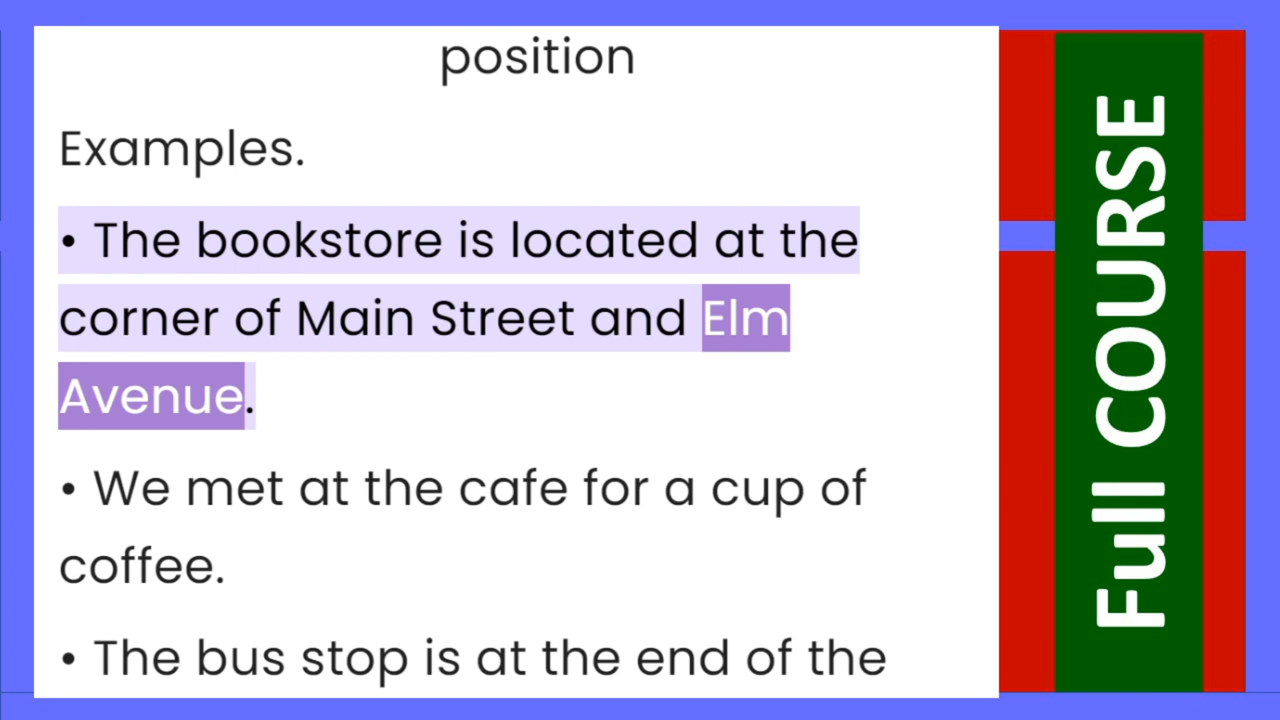 position
Examples.
• The bookstore is located at the
corner of Main Street and Elm
Avenue.
• We met at the cafe for a cup of
coffee.
• The bus stop is at the end of the
Full COURSE